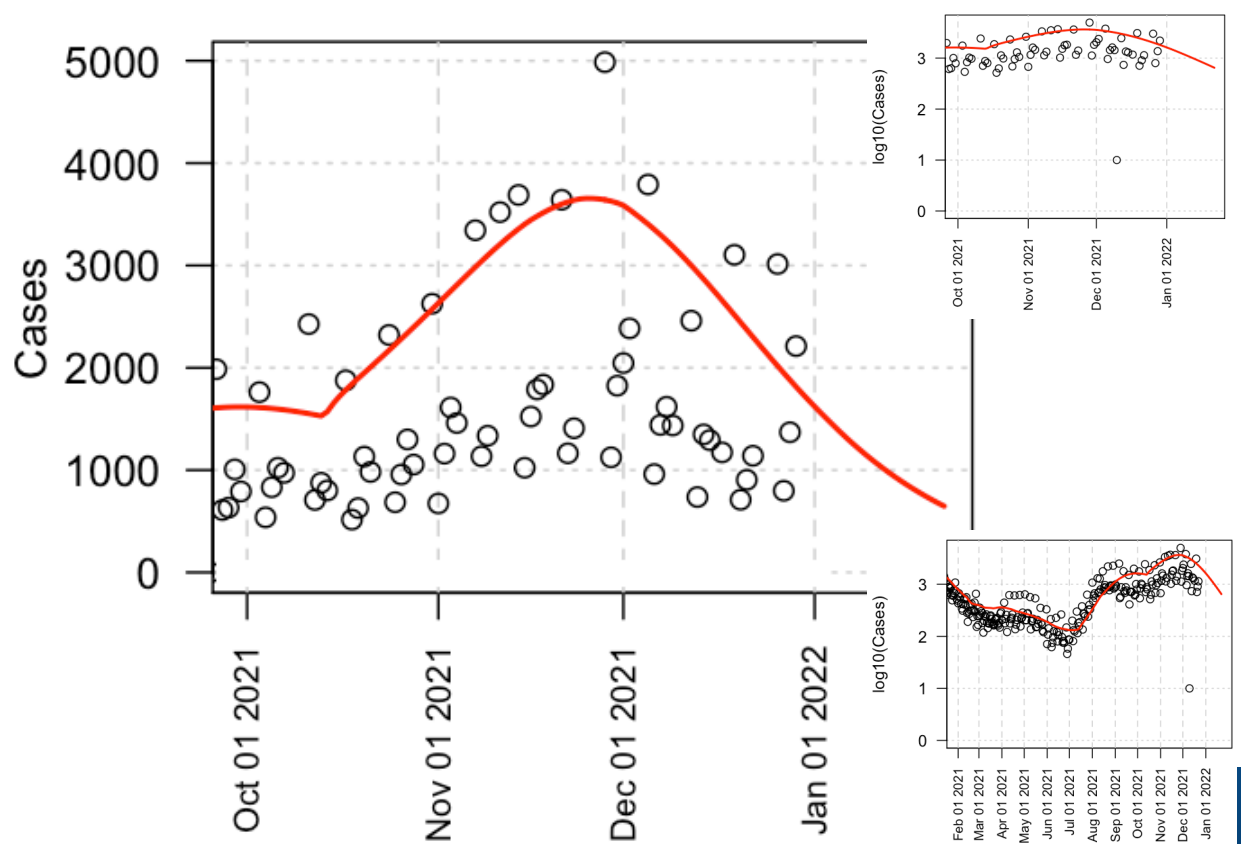 Cases
5000
4000
3000
2000
1000
0
Oct 01 2021
Nov 01 2021
Dec 01 2021
Jan 01 2022
log10(Cases)
3
2
1
0
Oct 01 2021
Nov 01 2021
Dec 01 2021
Jan 01 2022
log10(Cases)
3
2
1
0
Feb 01 2021
Mar 01 2021
Apr 01 2021
May 01 2021
Jun 01 2021
Jul 01 2021
Aug 01 2021
Sep 01 2021
Oct 01 2021
Nov 01 2021
Dec 01 2021
Jan 01 2022